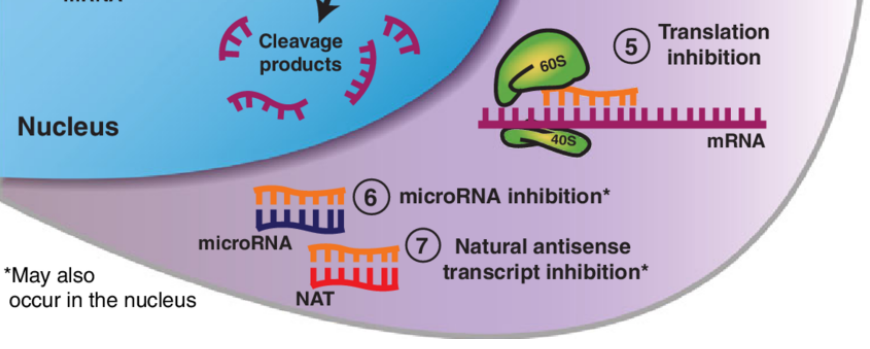 mRNA
Cleavage
products
Nucleus
60S
40S
5
Translation
inhibition
mRNA
6
microRNA inhibition*
microRNA
7
Natural antisense
transcript inhibition*
NAT
*May also
occur in the nucleus